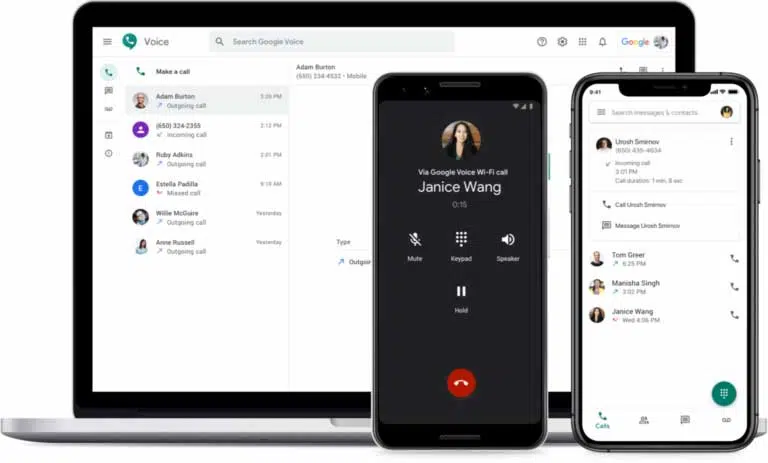 Voice
Search Google Voice
Google
Make a call
Adam Burton
5:26 PM
Outgoing call
(650) 324-2355
2:12 PM
Incoming call
Ruby Adkins
2:01 PM
Outgoing call
Estella Padilla
9:10 AM
Missed call
Willie McGuire
Yesterday
Outgoing call
Anne Russell
Yesterday
Outgoing call
Adam Burton
(650) 234-4532 • Mobile
Type
Outgoi
Via Google Voice Wi-Fi call
Janice Wang
0:15
Mute
Keypad
Speaker
Hold
9:41
Search messages & contacts
Urosh Smirnov
(650) 439-4634
Incoming call
3:01 PM
Call duration: 1 min, 8 sec
Call Urosh Smirnov
Message Urosh Smirnov
Tom Greer
6:25 PM
Manisha Singh
3:02 PM
Janice Wang
Wed 4:06 PM
Calls